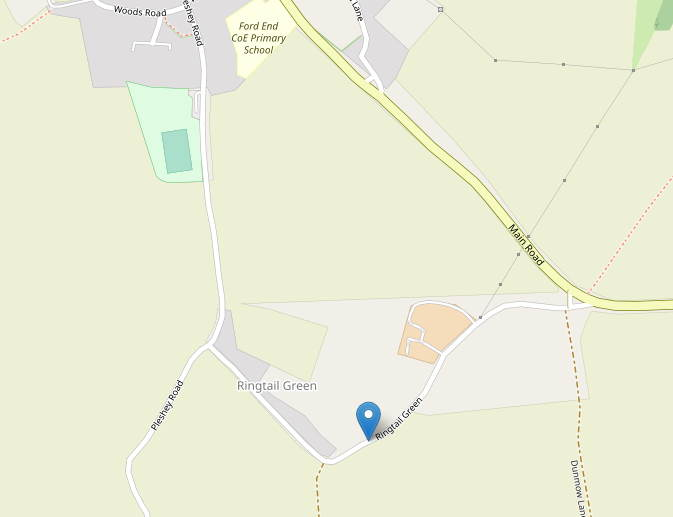 Woods Road
Pleshey Road
Ford End
CoE Primary
School
Lane
Main Road
Ringtail Green
Pleshey Road
Ringtail Green
Dunmow Lane